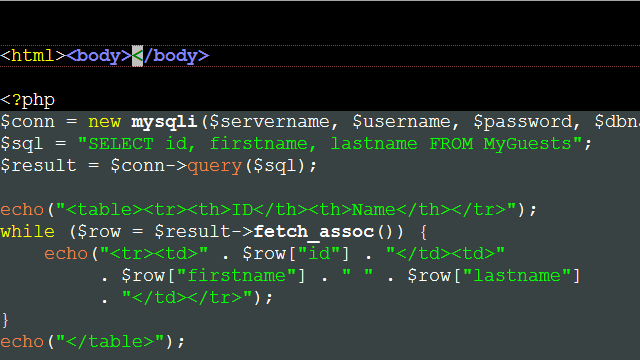 <html><body></body>
<?php
$conn = new mysqli($servername, $username, $password, $dbna
$sql = "SELECT id, firstname, lastname FROM MyGuests";
$result = $conn->query($sql);
echo("<table><tr><th>ID</th><th>Name</th></tr>");
while ($row = $result->fetch_assoc()) {
    echo("<tr><td>" . $row["id"] . "</td><td>"
        . $row["firstname"] . " " . $row["lastname"]
        . "</td></tr>");
}
echo("</table>");